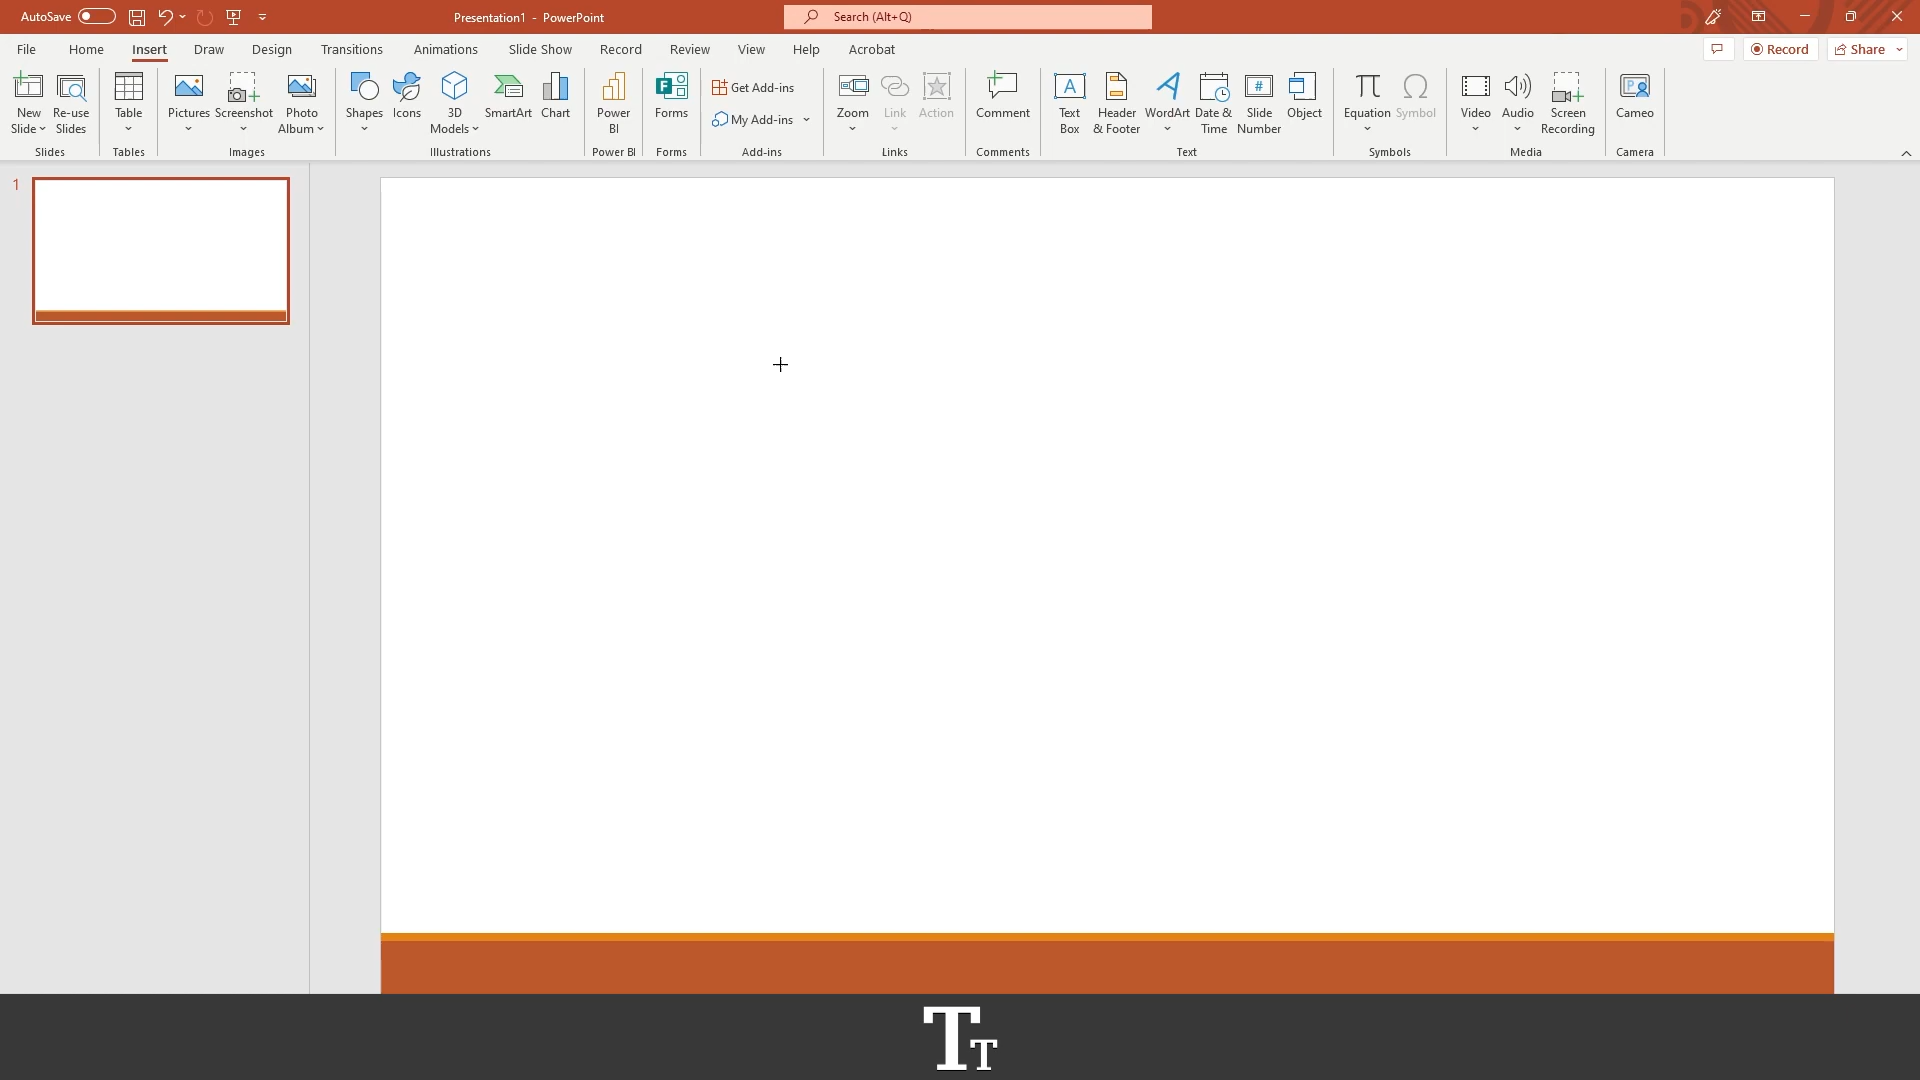 AutoSave
Presentation1 - PowerPoint
Search (Alt+Q)
File Home Insert Draw Design Transitions Animations Slide Show Record Review View Help Acrobat
Record
Share
New Slide
Re-use Slides
Table
Pictures
Screenshot
Photo Album
Shapes
Icons
3D Models
SmartArt
Chart
Power BI
Forms
Get Add-ins
My Add-ins
Zoom
Link
Action
Comment
Text Box
Header & Footer
WordArt
Date & Time
Slide Number
Object
Equation
Symbol
Video
Audio
Screen Recording
Cameo
Slides Tables Images Illustrations Power BI Forms Add-ins Links Comments Text Symbols Media Camera
1
TT